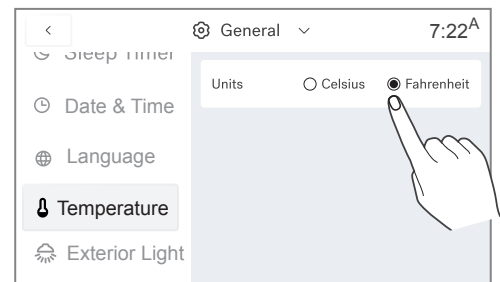 General
7:22A
Sleep Timer
Units
Celsius
Fahrenheit
Date & Time
Language
Temperature
Exterior Light